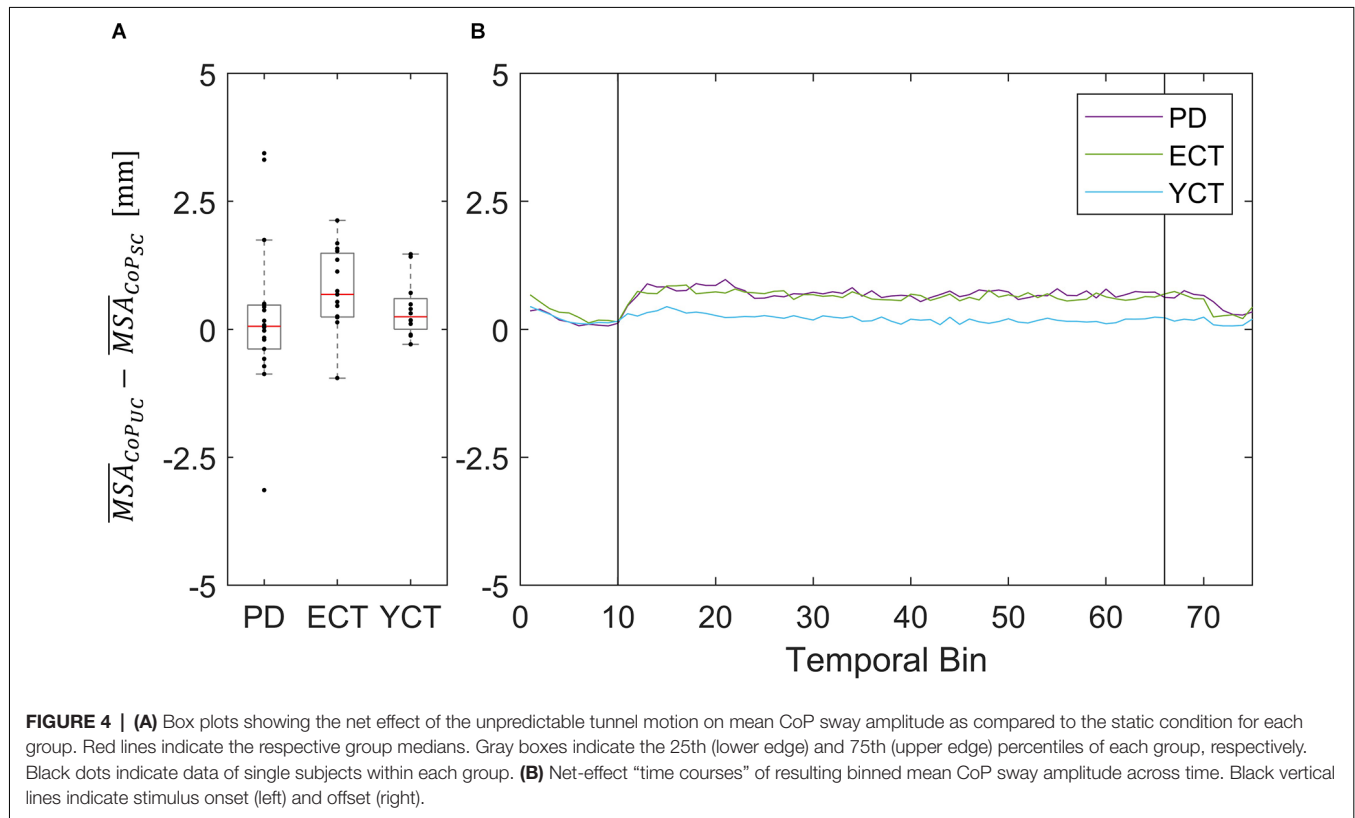 A
B
5
2.5
0
-2.5
-5
MSA_CoP_UC − MSA_CoP_SC [mm]
PD ECT YCT
5
2.5
0
-2.5
-5
PD
ECT
YCT
0 10 20 30 40 50 60 70
Temporal Bin
FIGURE 4 | (A) Box plots showing the net effect of the unpredictable tunnel motion on mean CoP sway amplitude as compared to the static condition for each
group. Red lines indicate the respective group medians. Gray boxes indicate the 25th (lower edge) and 75th (upper edge) percentiles of each group, respectively.
Black dots indicate data of single subjects within each group. (B) Net-effect “time courses” of resulting binned mean CoP sway amplitude across time. Black vertical
lines indicate stimulus onset (left) and offset (right).